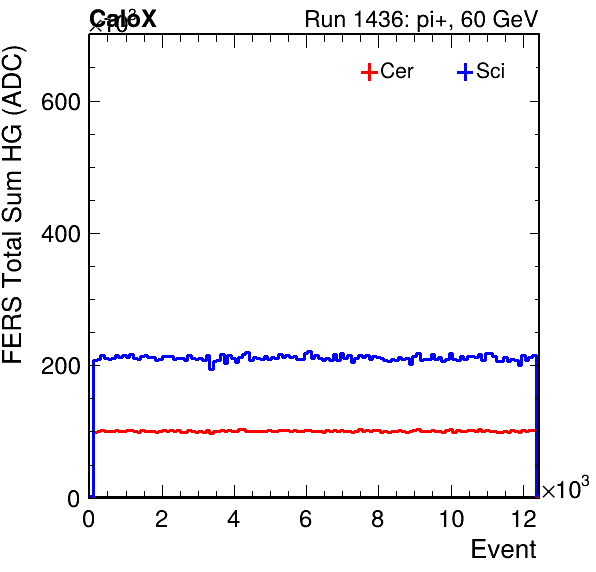 CaloX Run 1436: pi+, 60 GeV
×10³
FERS Total Sum HG (ADC)
Cer Sci
600
400
200
0
0 2 4 6 8 10 12 ×10³
Event